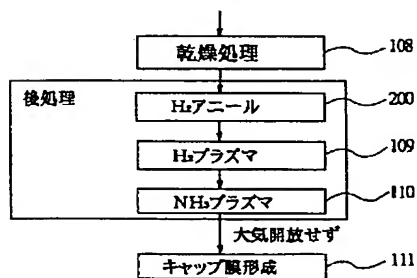 乾燥処理 108
後処理
H₂アニール 200
H₂プラズマ 109
NH₃プラズマ 110
大気開放せず
キャップ膜形成 111